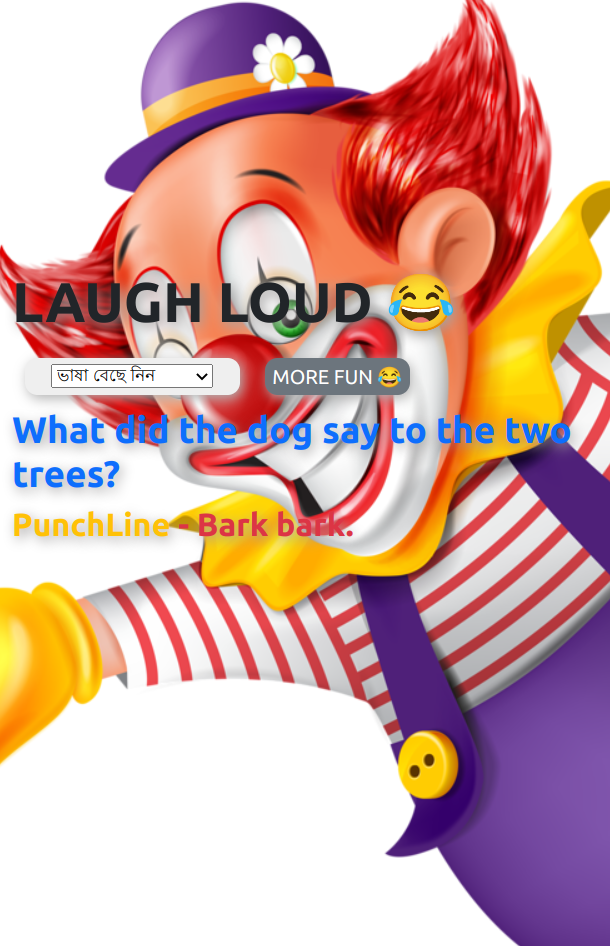 LAUGH LOUD 😂
ভাষা বেছে নিন
MORE FUN 😂
What did the dog say to the two
trees?
PunchLine - Bark bark.